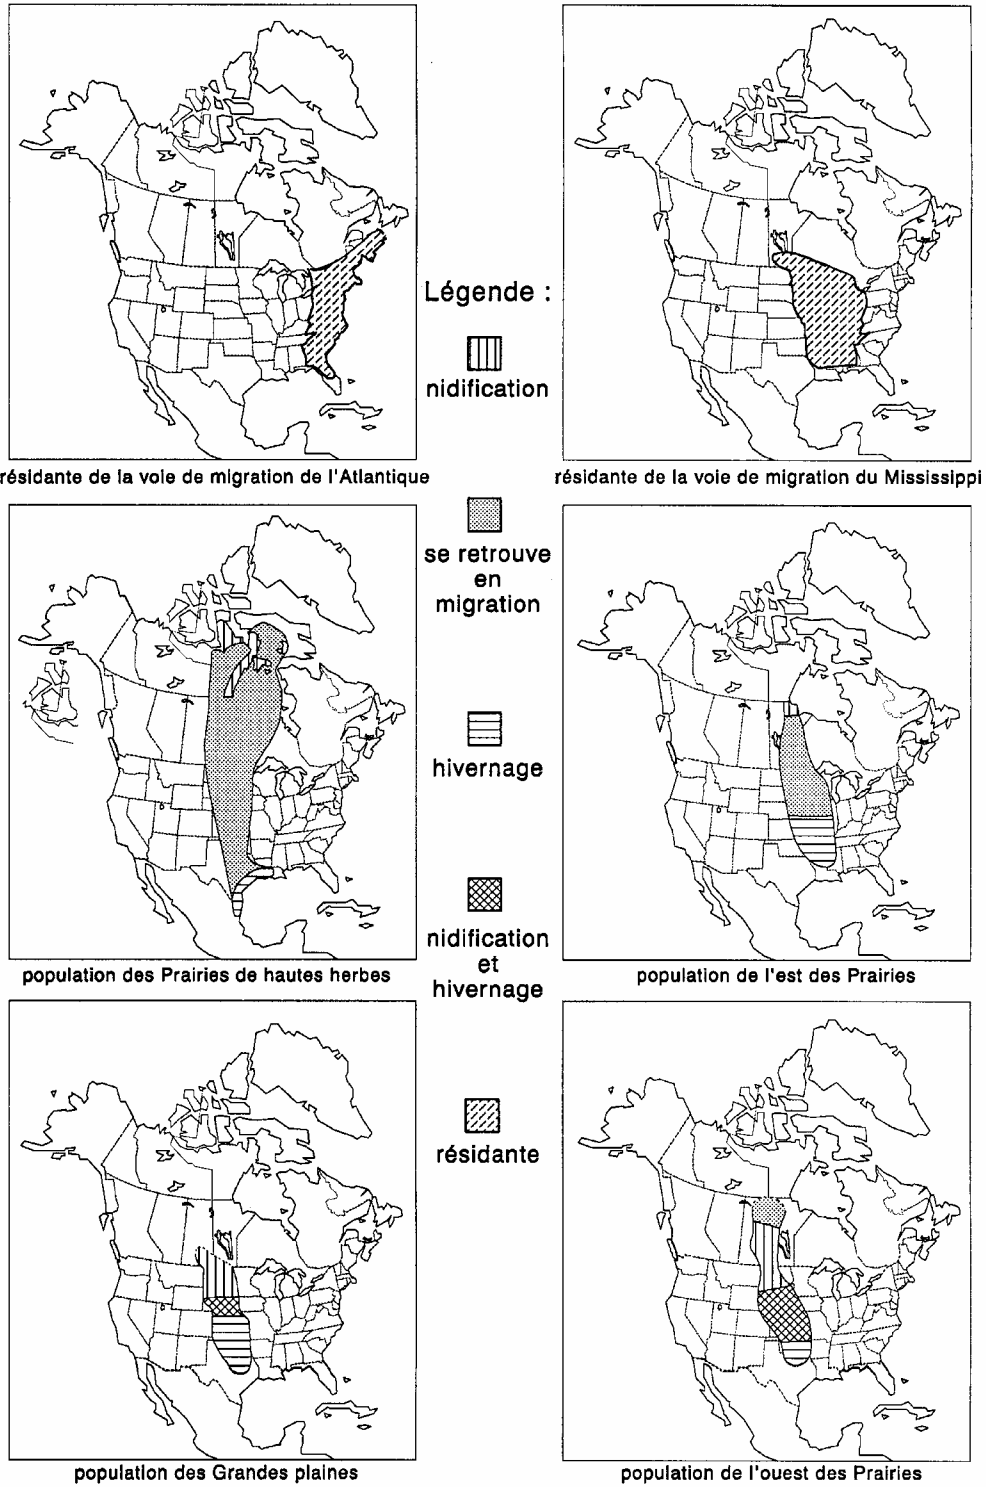 Légende :
nidification
résidante de la voie de migration de l'Atlantique
résidante de la voie de migration du Mississippi
se retrouve
en
migration
hivernage
nidification
et
hivernage
population des Prairies de hautes herbes
population de l'est des Prairies
résidante
population des Grandes plaines
population de l'ouest des Prairies